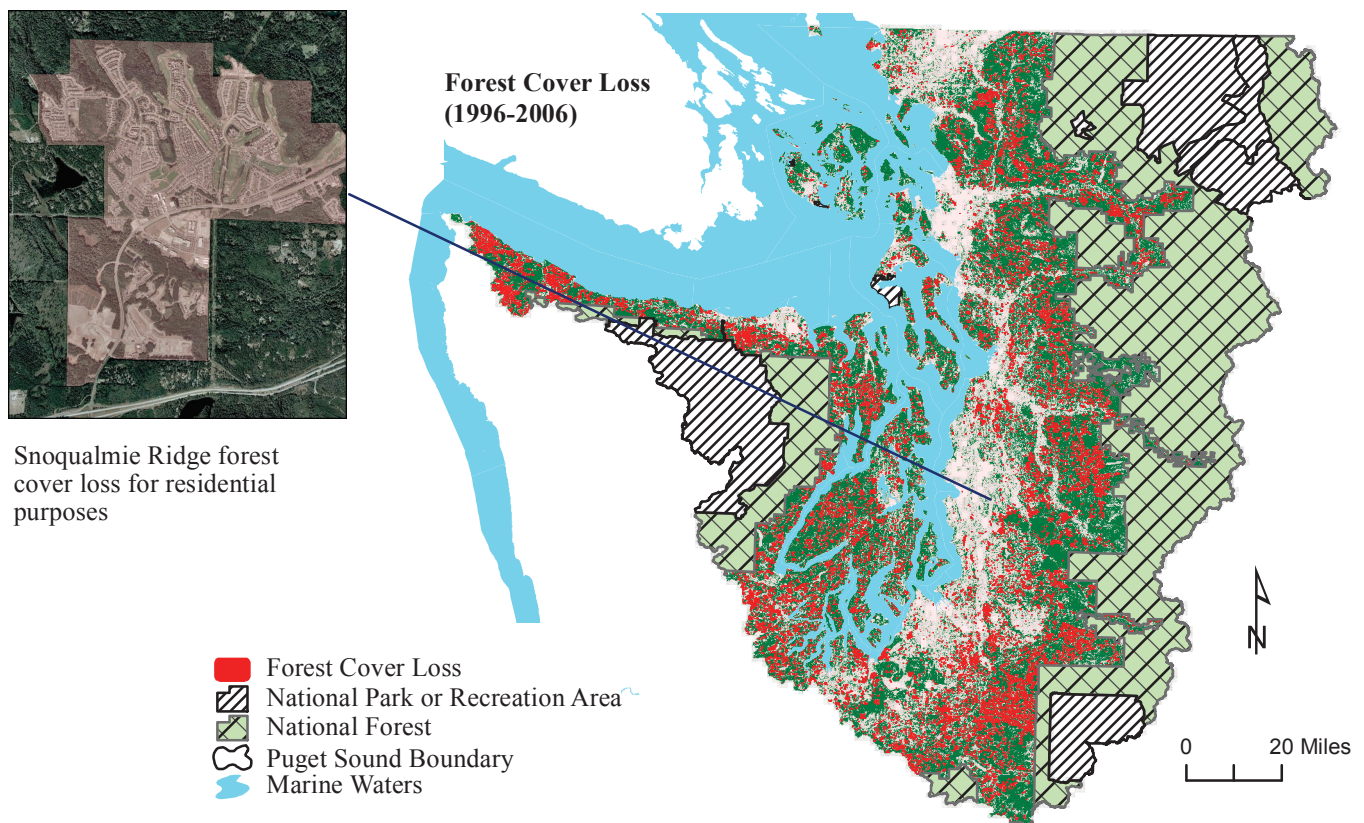 Forest Cover Loss
(1996-2006)
Snoqualmie Ridge forest
cover loss for residential
purposes
Forest Cover Loss
National Park or Recreation Area
National Forest
Puget Sound Boundary
Marine Waters
N
0 20 Miles